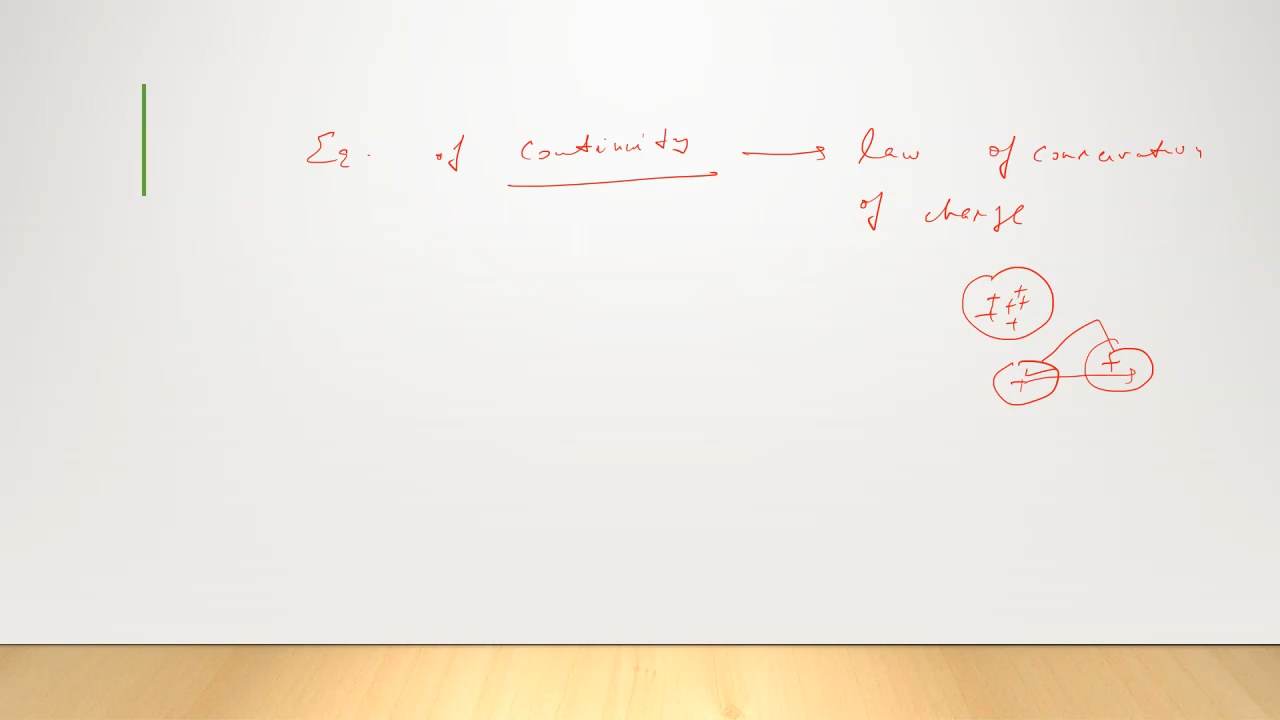 Eq. of continuity → law of conservation
of charge
+ + + + + +
+ +